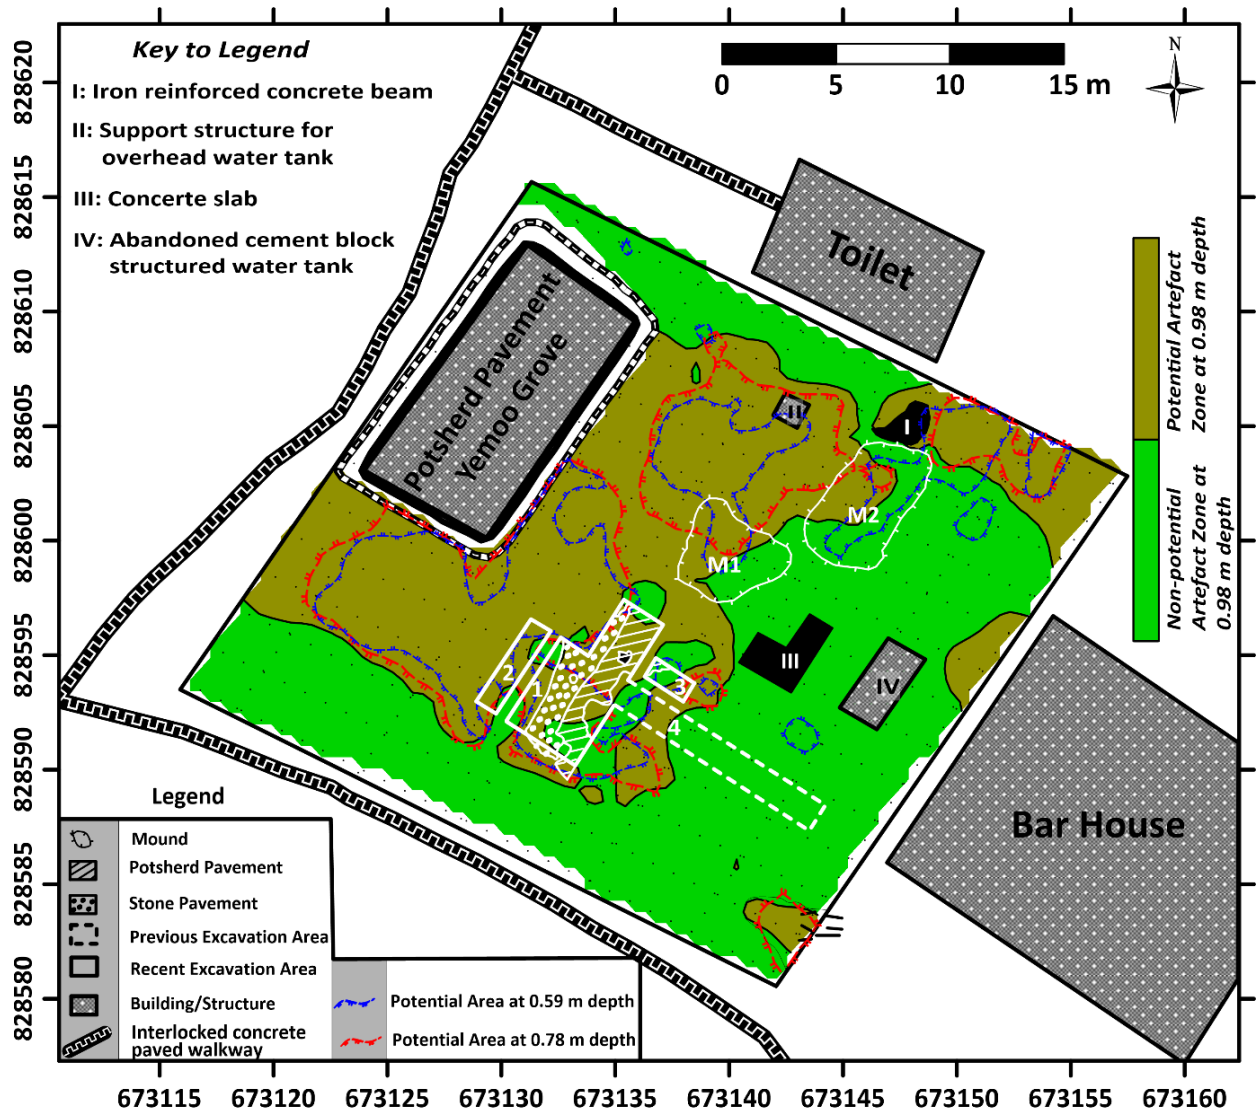 Key to Legend
I: Iron reinforced concrete beam
II: Support structure for
overhead water tank
III: Concerte slab
IV: Abandoned cement block
structured water tank
0 5 10 15 m
N
Toilet
Potsherd Pavement
Yemoo Grove
II
I
M2
M1
III
IV
2
1
3
4
Bar House
Potential Artefact
Zone at 0.98 m depth
Non-potential
Artefact Zone at
0.98 m depth
Legend
Mound
Potsherd Pavement
Stone Pavement
Previous Excavation Area
Recent Excavation Area
Building/Structure
Interlocked concrete
paved walkway
Potential Area at 0.59 m depth
Potential Area at 0.78 m depth
828620
828615
828610
828605
828600
828595
828590
828585
828580
673115 673120 673125 673130 673135 673140 673145 673150 673155 673160